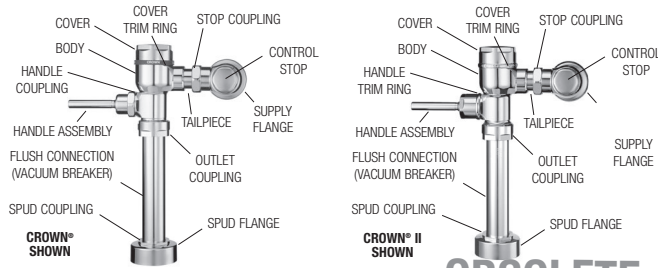 COVER
COVER
TRIM RING
STOP COUPLING
BODY
CONTROL
STOP
HANDLE
COUPLING
SUPPLY
FLANGE
TAILPIECE
HANDLE ASSEMBLY
FLUSH CONNECTION
(VACUUM BREAKER)
OUTLET
COUPLING
SPUD COUPLING
SPUD FLANGE
CROWN®
SHOWN
COVER
COVER
TRIM RING
STOP COUPLING
BODY
CONTROL
STOP
HANDLE
TRIM RING
TAILPIECE
HANDLE ASSEMBLY
SUPPLY
FLANGE
FLUSH CONNECTION
(VACUUM BREAKER)
OUTLET
COUPLING
SPUD COUPLING
SPUD FLANGE
CROWN® II
SHOWN
OBSOLETE